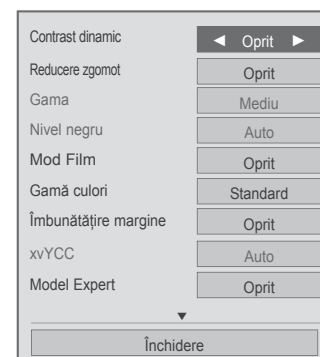 Contrast dinamic ◄ Oprit ►
Reducere zgomot Oprit
Gama Mediu
Nivel negru Auto
Mod Film Oprit
Gamă culori Standard
Îmbunătățire margine Oprit
xvYCC Auto
Model Expert Oprit
▼
Închidere